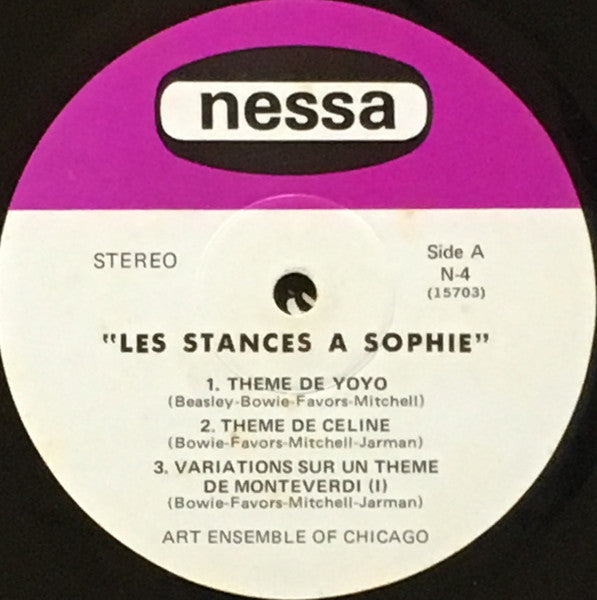 nessa
STEREO
Side A
N-4
(15703)
"LES STANCES A SOPHIE"
1. THEME DE YOYO
(Beasley-Bowie-Favors-Mitchell)
2. THEME DE CELINE
(Bowie-Favors-Mitchell-Jarman)
3. VARIATIONS SUR UN THEME
DE MONTEVERDI (I)
(Bowie-Favors-Mitchell-Jarman)
ART ENSEMBLE OF CHICAGO